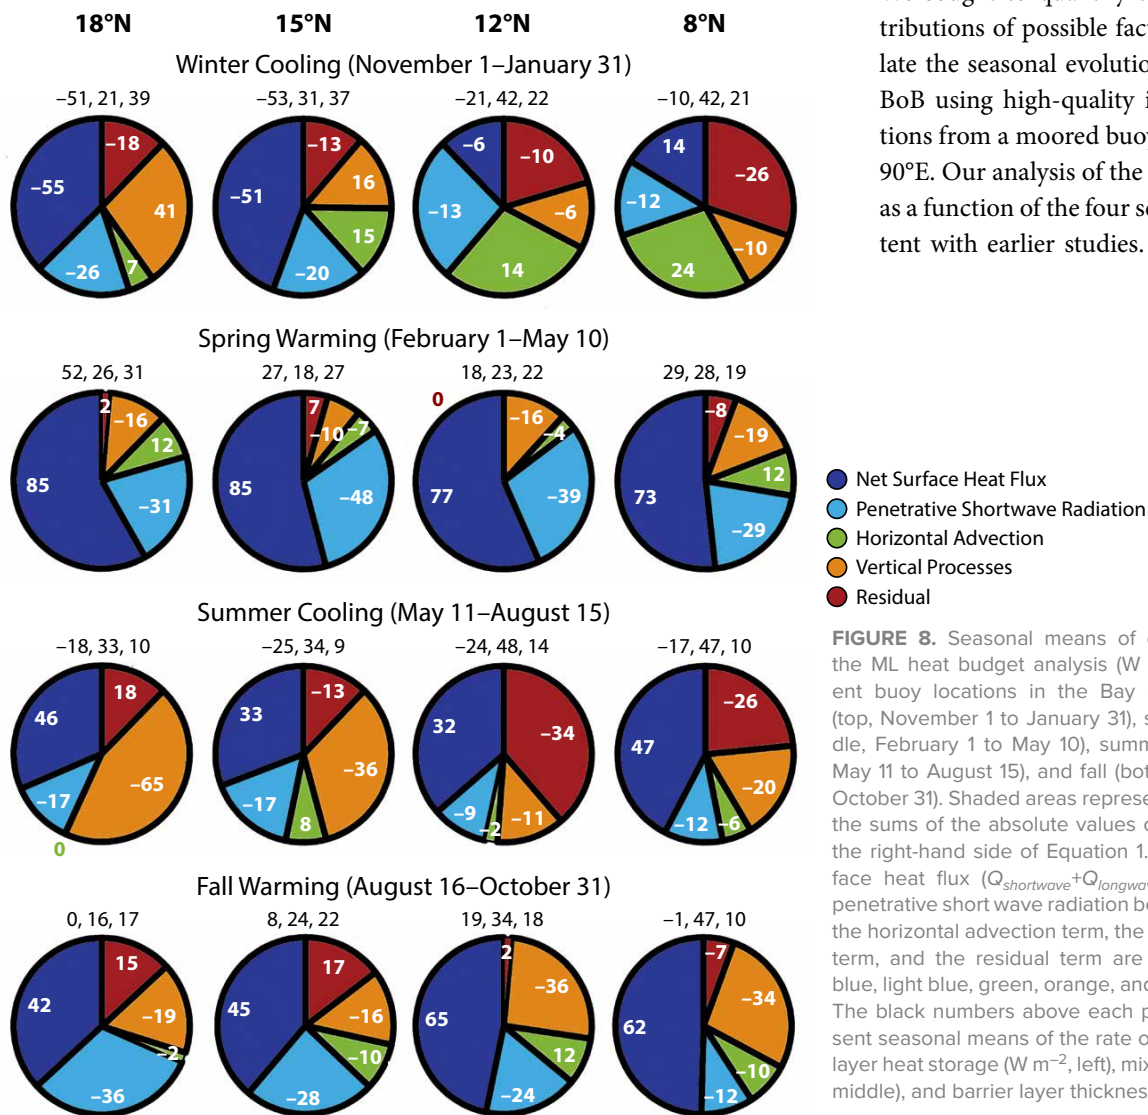 18°N 15°N 12°N 8°N
Winter Cooling (November 1–January 31)
–51, 21, 39 –53, 31, 37 –21, 42, 22 –10, 42, 21
–55 –18 41 7 –26
–51 –13 16 15 –20
–6 –10 –6 14 –13
14 –26 –10 24 –12
Spring Warming (February 1–May 10)
52, 26, 31 27, 18, 27 18, 23, 22 29, 28, 19
85 2 –16 12 –31
85 7 –10 –7 –48
0 77 –16 –4 –39
73 –8 –19 12 –29
Summer Cooling (May 11–August 15)
–18, 33, 10 –25, 34, 9 –24, 48, 14 –17, 47, 10
46 18 –65 0 –17
33 –13 –36 8 –17
32 –34 –11 –2 –9
47 –26 –20 –6 –12
Fall Warming (August 16–October 31)
0, 16, 17 8, 24, 22 19, 34, 18 –1, 47, 10
42 15 –19 –2 –36
45 17 –16 –10 –28
65 2 –36 12 –24
62 –7 –34 –10 –12
Net Surface Heat Flux
Penetrative Shortwave Radiation
Horizontal Advection
Vertical Processes
Residual
tributions of possible fact
late the seasonal evolution
BoB using high-quality i
tions from a moored buoy
90°E. Our analysis of the
as a function of the four se
tent with earlier studies.
FIGURE 8. Seasonal means of
the ML heat budget analysis (W
ent buoy locations in the Bay
(top, November 1 to January 31), s
dle, February 1 to May 10), summ
May 11 to August 15), and fall (bot
October 31). Shaded areas represe
the sums of the absolute values o
the right-hand side of Equation 1.
face heat flux (Qshortwave+Qlongwav
penetrative short wave radiation be
the horizontal advection term, the
term, and the residual term are
blue, light blue, green, orange, and
The black numbers above each p
sent seasonal means of the rate o
layer heat storage (W m–2, left), mix
middle), and barrier layer thickness